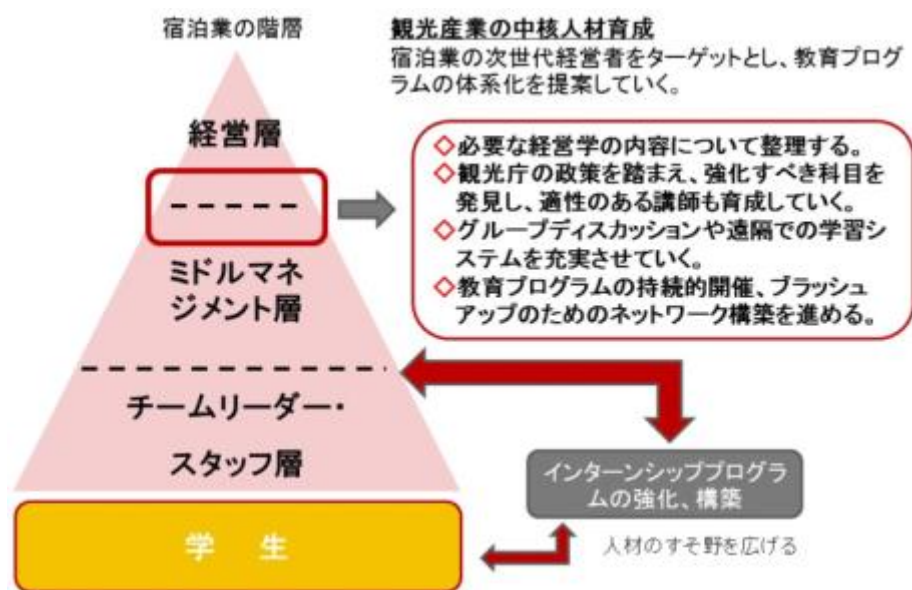 宿泊業の階層
観光産業の中核人材育成
宿泊業の次世代経営者をターゲットとし、教育プログ
ラムの体系化を提案していく。
経営層
◇必要な経営学の内容について整理する。
◇観光庁の政策を踏まえ、強化すべき科目を
発見し、適性のある講師も育成していく。
◇グループディスカッションや遠隔での学習シ
ステムを充実させていく。
◇教育プログラムの持続的開催、ブラッシュ
アップのためのネットワーク構築を進める。
ミドルマネ
ジメント層
チームリーダー・
スタッフ層
インターンシッププログラ
ムの強化、構築
学 生
人材のすそ野を広げる